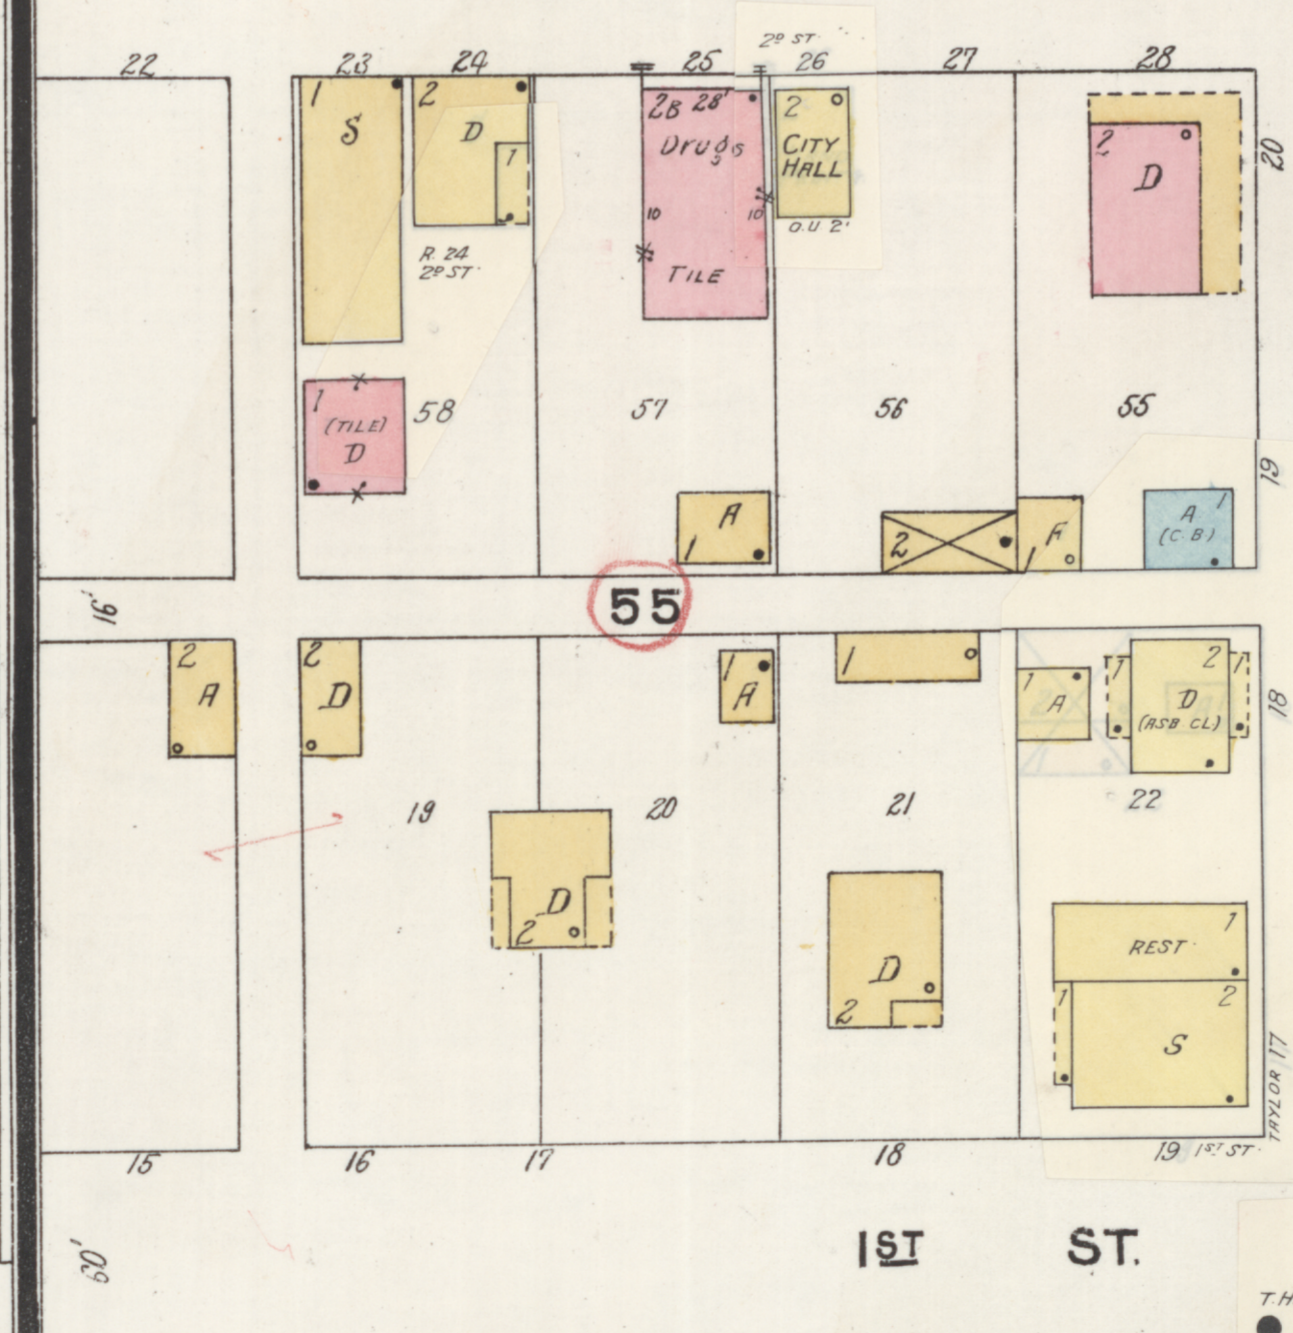 2D ST.
22 23 24 25 26 27 28
1 2 2B 28' 2
S D Drugs CITY
HALL
1
10 10
O.U 2'
R. 24
2D ST.
TILE
2
D
20
1
(TILE)
D
58 57 56 55
19
A
1
2
A
1
A 1
(C.B.)
16'
55
2
A
2
D
1
A
1
1
A
1 2 1
D
(ASB. CL)
18
19 20 21 22
D
2
D
2
REST. 1
1 2
S
TAYLOR 17
15 16 17 18 19 1ST ST.
60'
1ST ST.
T.H